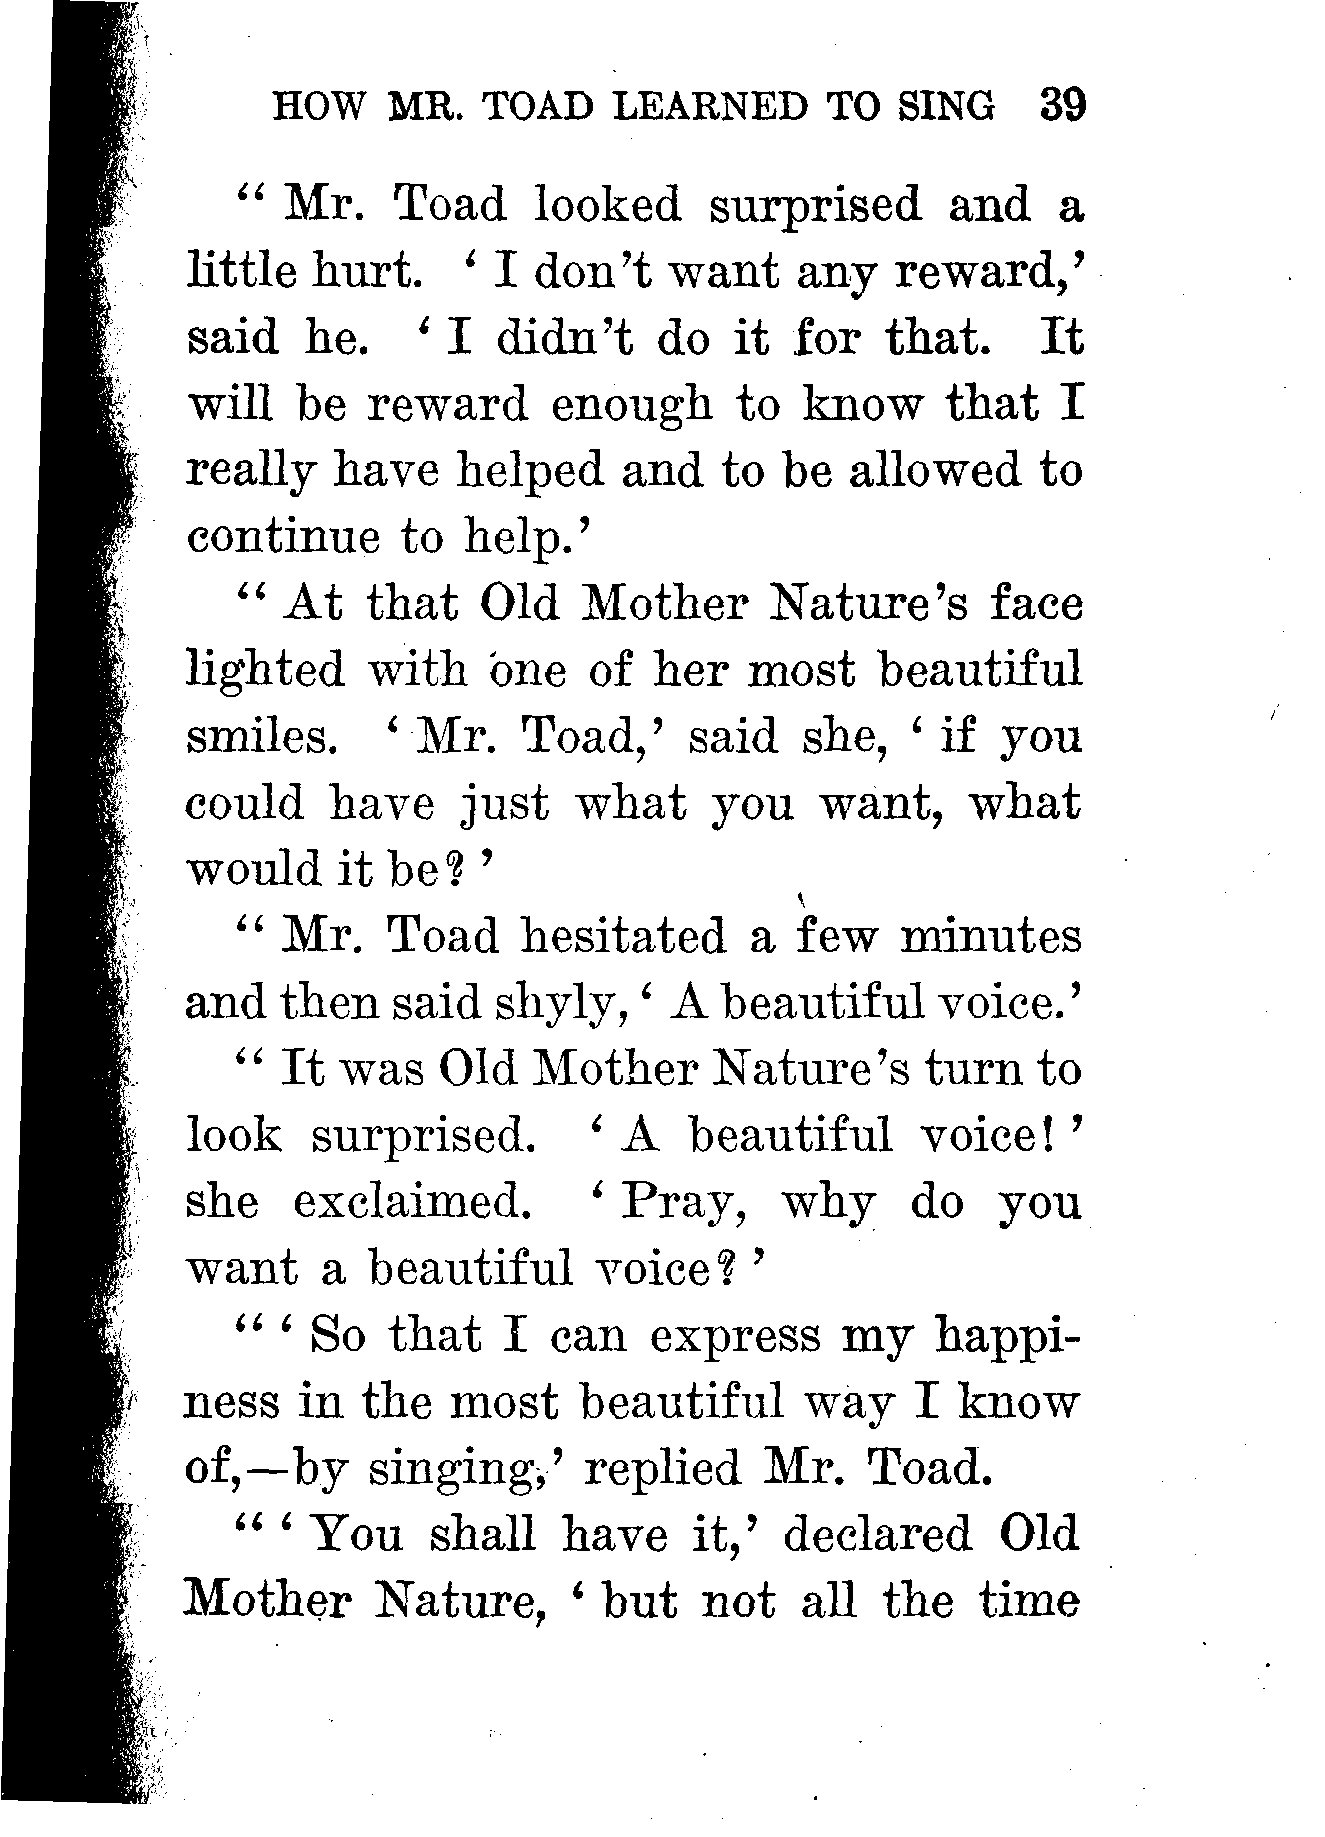 HOW MR. TOAD LEARNED TO SING 39
“ Mr. Toad looked surprised and a
little hurt. ‘ I don’t want any reward,’
said he. ‘ I didn’t do it for that. It
will be reward enough to know that I
really have helped and to be allowed to
continue to help.’
“ At that Old Mother Nature’s face
lighted with one of her most beautiful
smiles. ‘ Mr. Toad,’ said she, ‘ if you
could have just what you want, what
would it be? ’
“ Mr. Toad hesitated a few minutes
and then said shyly, ‘ A beautiful voice.’
“ It was Old Mother Nature’s turn to
look surprised. ‘ A beautiful voice! ’
she exclaimed. ‘ Pray, why do you
want a beautiful voice? ’
“ ‘ So that I can express my happi-
ness in the most beautiful way I know
of,—by singing,’ replied Mr. Toad.
“ ‘ You shall have it,’ declared Old
Mother Nature, ‘ but not all the time